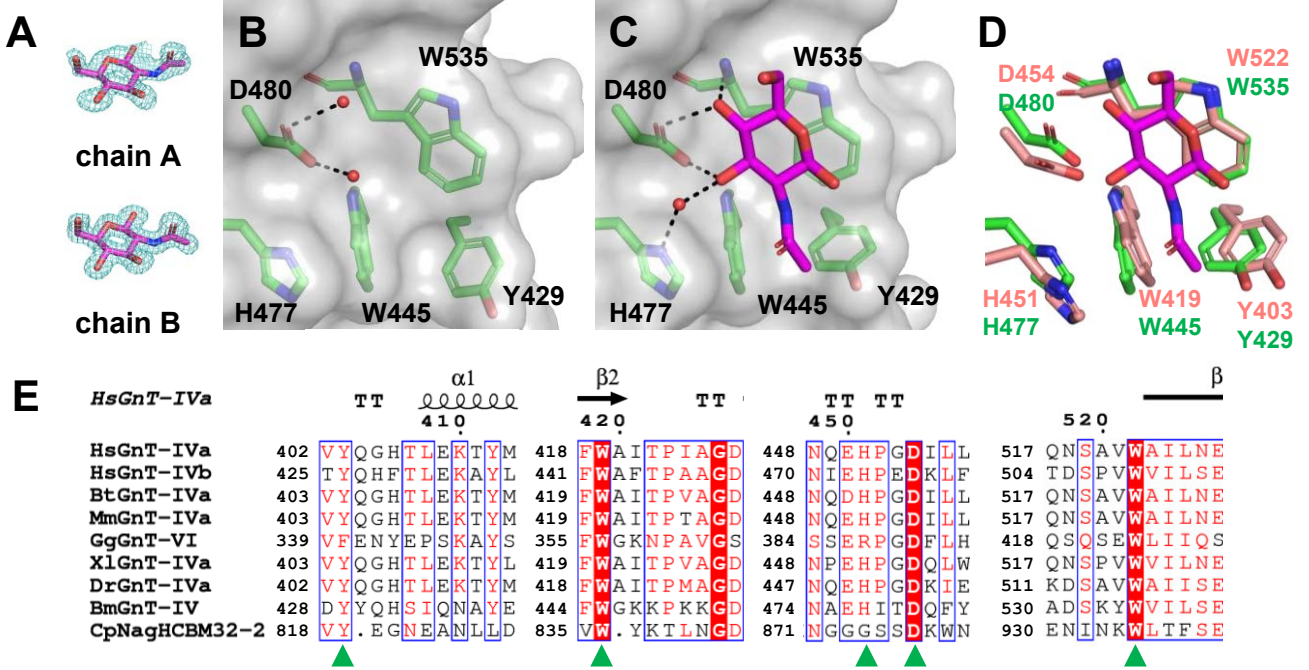 A
B
C
D
chain A
chain B
W535
D480
H477
W445
Y429
W535
D480
H477
W445
Y429
D454
D480
W522
W535
H451
H477
W419
W445
Y403
Y429
E
HsGnT-IVa
TT
α1
β2
TT
TT TT
β
410
420
450
520
HsGnT-IVa 402 VYQGHTLEKTYM 418 FWAITPIAGD 448 NQEHPGDILL 517 QNSAVWAILNE
HsGnT-IVb 425 TYQHFTLEKAYL 441 FWAFTPAAGD 470 NIEHPEDKLF 504 TDSPVWVILSE
BtGnT-IVa 403 VYQGHTLEKTYM 419 FWAITPVAGD 448 NQDHPGDILL 517 QNSAVWAILNE
MmGnT-IVa 403 VYQGHTLEKTYM 419 FWAITPTAGD 448 NQEHPGDILL 517 QNSAVWAILNE
GgGnT-VI 339 VFENYEPSKAYS 355 FWGKNPAVGS 384 SSERPGDFLH 418 QSQSEWLIIQS
XlGnT-IVa 403 VYQGHTLEKTYL 419 FWAITPVAGD 448 NPEHPGDQLW 517 QNSPVWAILNE
DrGnT-IVa 402 VYQGHTLEKTYM 418 FWAITPMAGD 447 NQEHPGDKIE 511 KDSAVWAIISE
BmGnT-IV 428 DYYQHSIQNAYE 444 FWGKKPKKGD 474 NAEHITDQFY 530 ADSKYWVILSE
CpNagHCBM32-2 818 VY.EGNEANLLD 835 VW.YKTLNGD 871 NGGGSSDKWN 930 ENINKWLTFSE